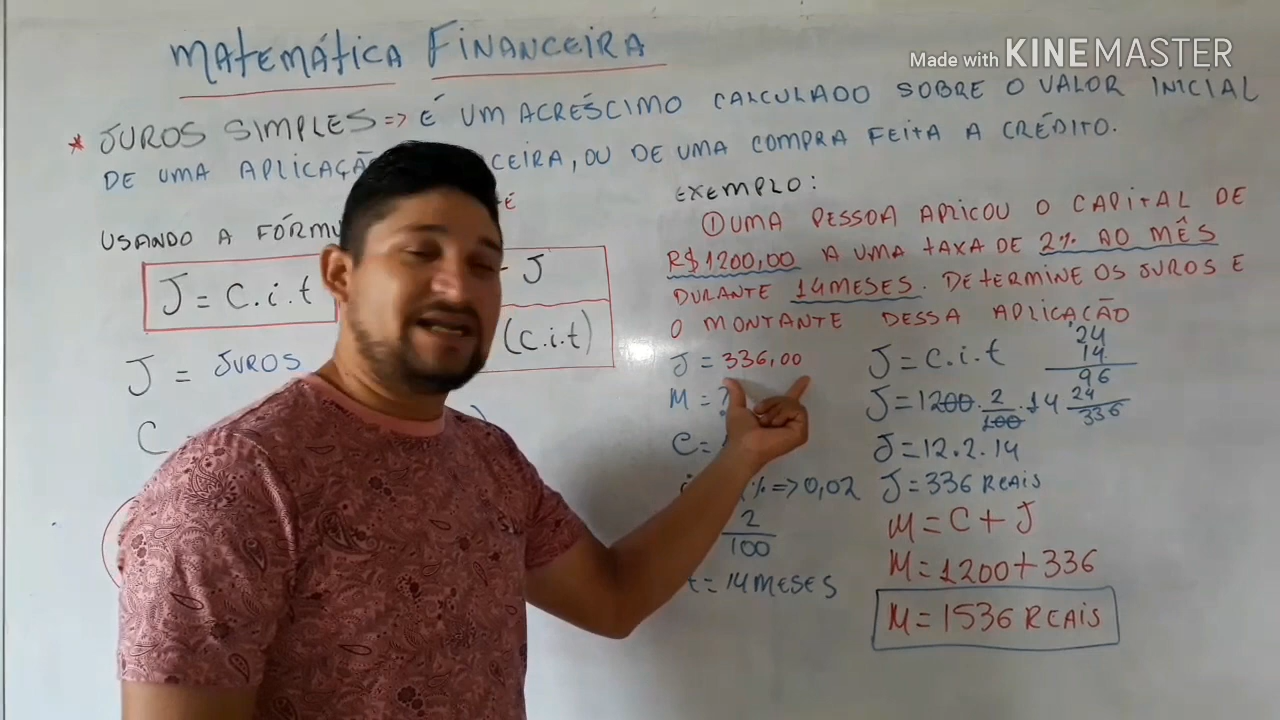 Made with KINEMASTER
MATEMÁTICA FINANCEIRA
* JUROS SIMPLES => É UM ACRÉSCIMO CALCULADO SOBRE O VALOR INICIAL
DE UMA APLICAÇÃ CEIRA, OU DE UMA COMPRA FEITA A CRÉDITO.
USANDO A FÓRMU
É
J = C.i.t
J
(C.i.t)
J = JUROS
C
EXEMPLO:
① UMA PESSOA APLICOU O CAPITAL DE
R$1200,00 A UMA TAXA DE 2% AO MÊS
DURANTE 14 MESES. DETERMINE OS JUROS E
O MONTANTE DESSA APLICAÇÃO
J = 336,00
M = ?
C =
% => 0,02
2
100
t = 14 MESES
J = C.i.t
J = 1200 . 2/100 . 14
J = 12.2.14
J = 336 REAIS
M = C + J
M = 1200 + 336
M = 1536 REAIS
24
14
96
24
336